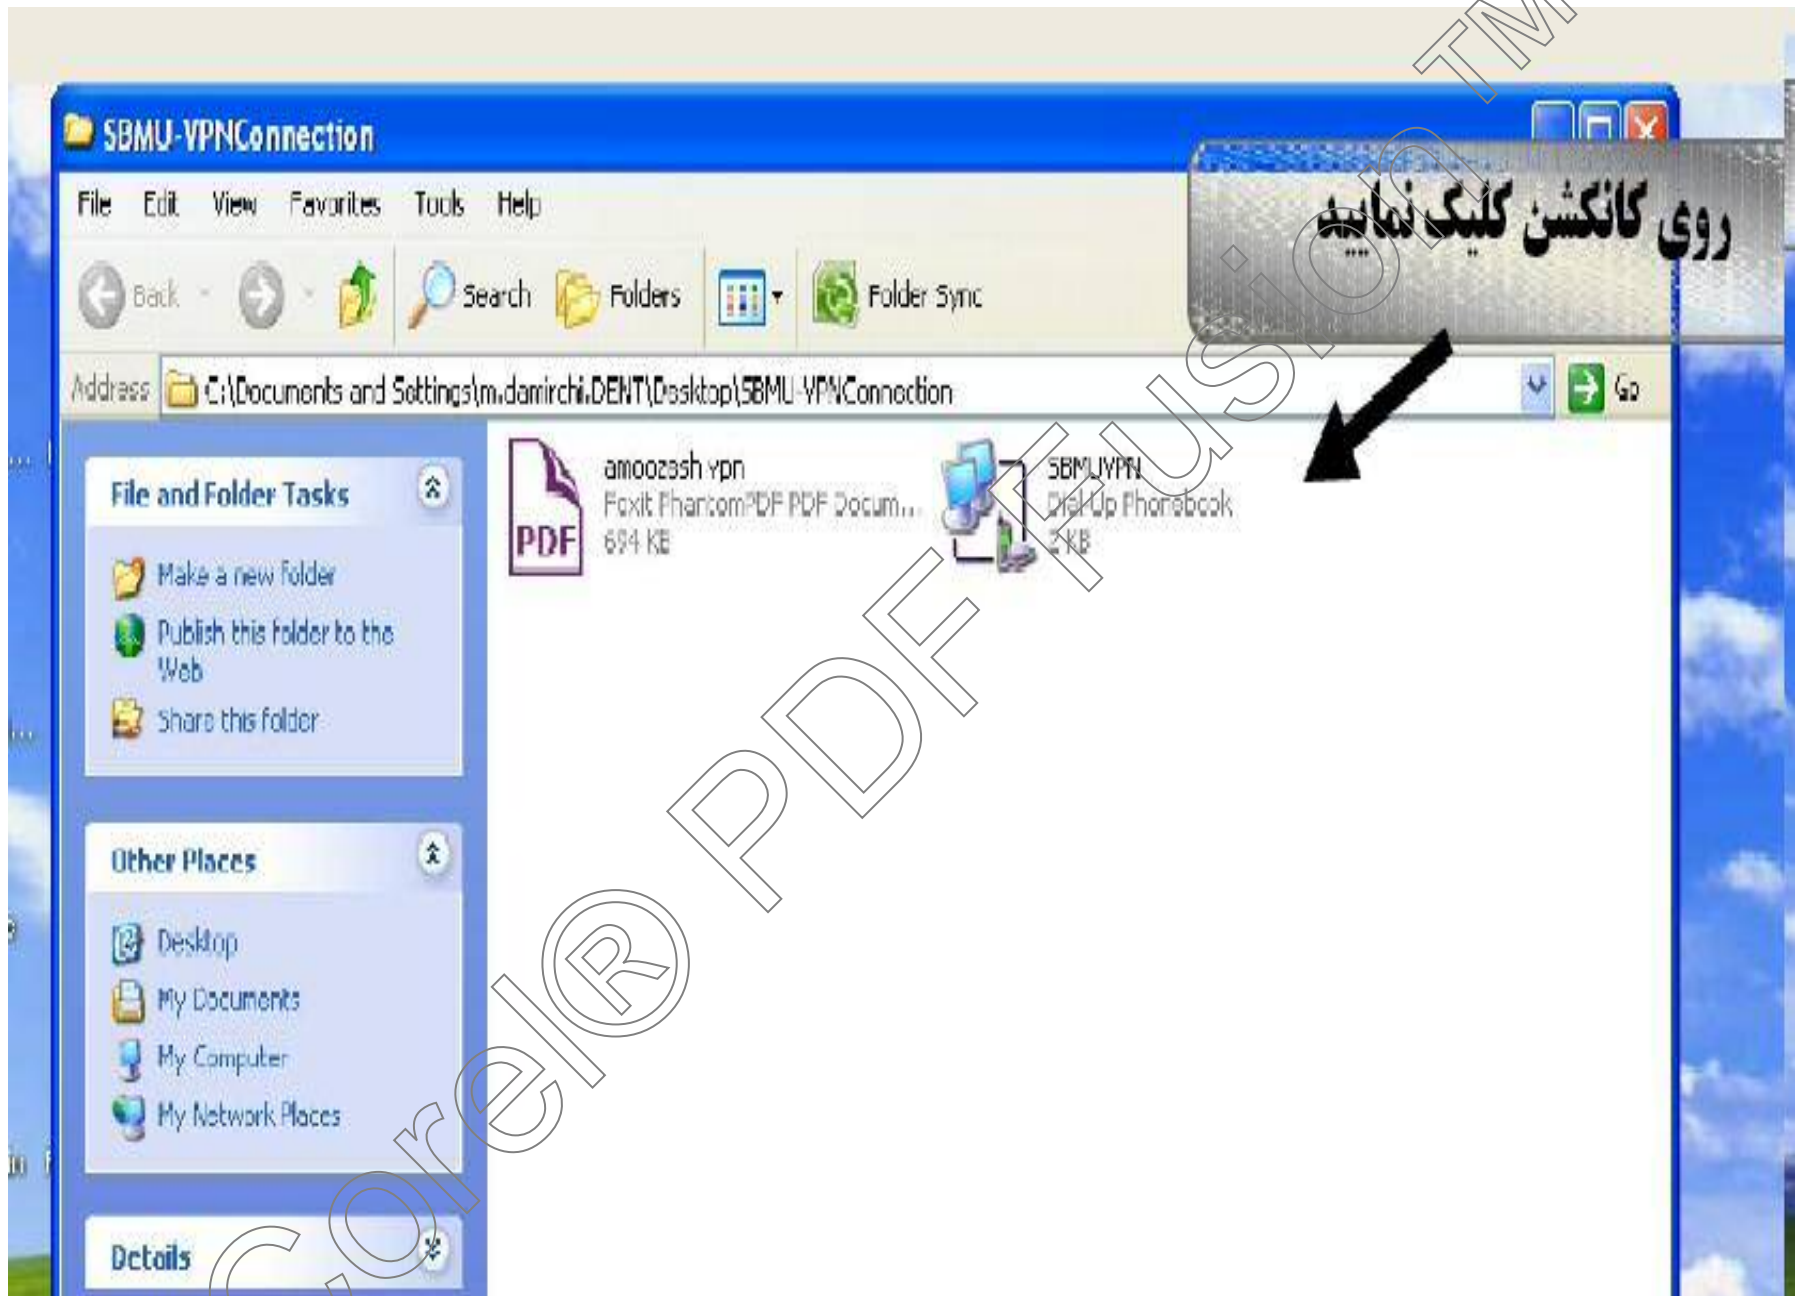 SBMU-VPNConnection
روی کانکشن کلیک نمایید
File Edit View Favorites Tools Help
Back Search Folders Folder Sync
Address C:\Documents and Settings\m.damirchi.DENT\Desktop\SBMU-VPNConnection Go
File and Folder Tasks
Make a new folder
Publish this folder to the
Web
Share this folder
Other Places
Desktop
My Documents
My Computer
My Network Places
Details
amoozash vpn
Foxit PhantomPDF PDF Docum...
694 KB
PDF
SBMUVPN
Dial-Up Phonebook
2 KB
Corel® PDF Fusion TM